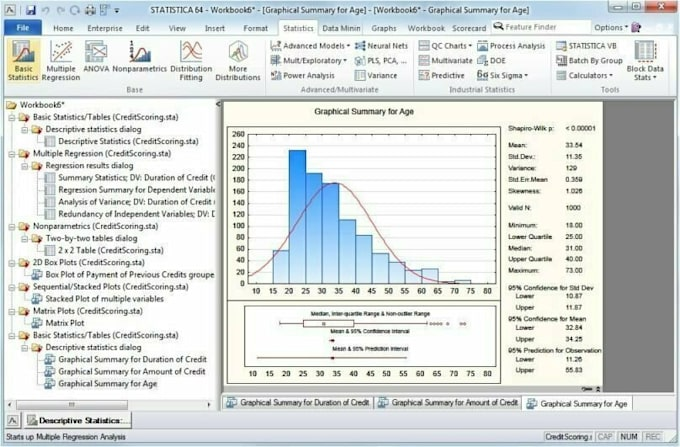 STATISTICA 64 - Workbook6* - [Graphical Summary for Age] - [Workbook6* - Graphical Summary for Age]
File Home Enterprise Edit View Insert Format Statistics Data Mining Graphs Workbook Scorecard Feature Finder Options
Basic Statistics
Multiple Regression
ANOVA
Nonparametrics
Distribution Fitting
More Distributions
Base
Advanced Models Neural Nets
Mult/Exploratory PLS, PCA, ...
Power Analysis Variance
Advanced/Multivariate
QC Charts Process Analysis
Multivariate DOE
Predictive Six Sigma
Industrial Statistics
STATISTICA VB
Batch By Group
Calculators
Block Data Stats
Tools
Workbook6*
Basic Statistics/Tables (CreditScoring.sta)
Descriptive statistics dialog
Descriptive Statistics (CreditScoring.sta)
Multiple Regression (CreditScoring.sta)
Regression results dialog
Summary Statistics; DV: Duration of Credit (
Regression Summary for Dependent Variable
Analysis of Variance; DV: Duration of Credit (
Redundancy of Independent Variables; DV: D
Nonparametrics (CreditScoring.sta)
Two-by-two tables dialog
2 x 2 Table (CreditScoring.sta)
2D Box Plots (CreditScoring.sta)
Box Plot of Payment of Previous Credits groupe
Sequential/Stacked Plots (CreditScoring.sta)
Stacked Plot of multiple variables
Matrix Plots (CreditScoring.sta)
Matrix Plot
Basic Statistics/Tables (CreditScoring.sta)
Descriptive statistics dialog
Graphical Summary for Duration of Credit
Graphical Summary for Amount of Credit
Graphical Summary for Age
Graphical Summary for Age
260
240
220
200
180
160
140
120
100
80
60
40
20
0
10 15 20 25 30 35 40 45 50 55 60 65 70 75 80
Median, Inter-quartile Range & Non-outlier Range
Mean & 95% Confidence Interval
Mean & 95% Prediction Interval
10 15 20 25 30 35 40 45 50 55 60 65 70 75 80
Shapiro-Wilk p: < 0.00001
Mean: 33.54
Std.Dev.: 11.35
Variance: 129
Std.Err.Mean 0.359
Skewness: 1.026
Valid N: 1000
Minimum: 18.00
Lower Quartile 25.00
Median: 31.00
Upper Quartile 40.00
Maximum: 73.00
95% Confidence for Std Dev
Lower 10.87
Upper 11.87
95% Confidence for Mean
Lower 32.84
Upper 34.25
95% Prediction for Observation
Lower 11.26
Upper 55.83
Graphical Summary for Duration of Credit Graphical Summary for Amount of Credit Graphical Summary for Age
Descriptive Statistics:...
Starts up Multiple Regression Analysis CreditScoring.s CAP NUM REC